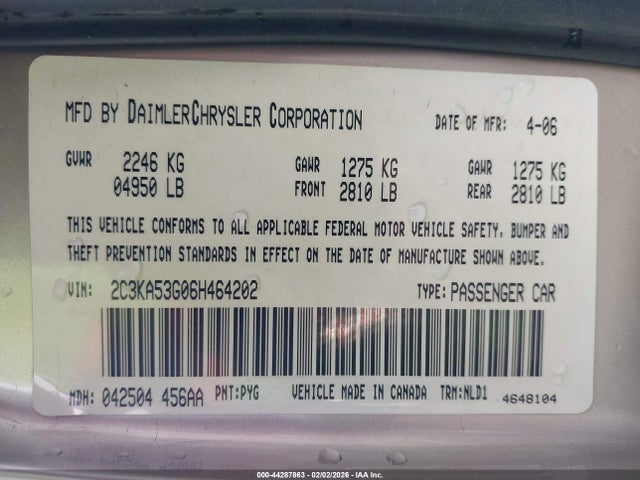 MFD BY DAIMLERCHRYSLER CORPORATION DATE OF MFR: 4-06
GVWR 2246 KG GAWR 1275 KG GAWR 1275 KG
04950 LB FRONT 2810 LB REAR 2810 LB
THIS VEHICLE CONFORMS TO ALL APPLICABLE FEDERAL MOTOR VEHICLE SAFETY, BUMPER AND
THEFT PREVENTION STANDARDS IN EFFECT ON THE DATE OF MANUFACTURE SHOWN ABOVE.
VIN: 2C3KA53G06H464202 TYPE: PASSENGER CAR
MDH: 042504 456AA PNT:PYG VEHICLE MADE IN CANADA TRM:NLD1 4648104
000-44287863 - 02/02/2026 - IAA Inc.